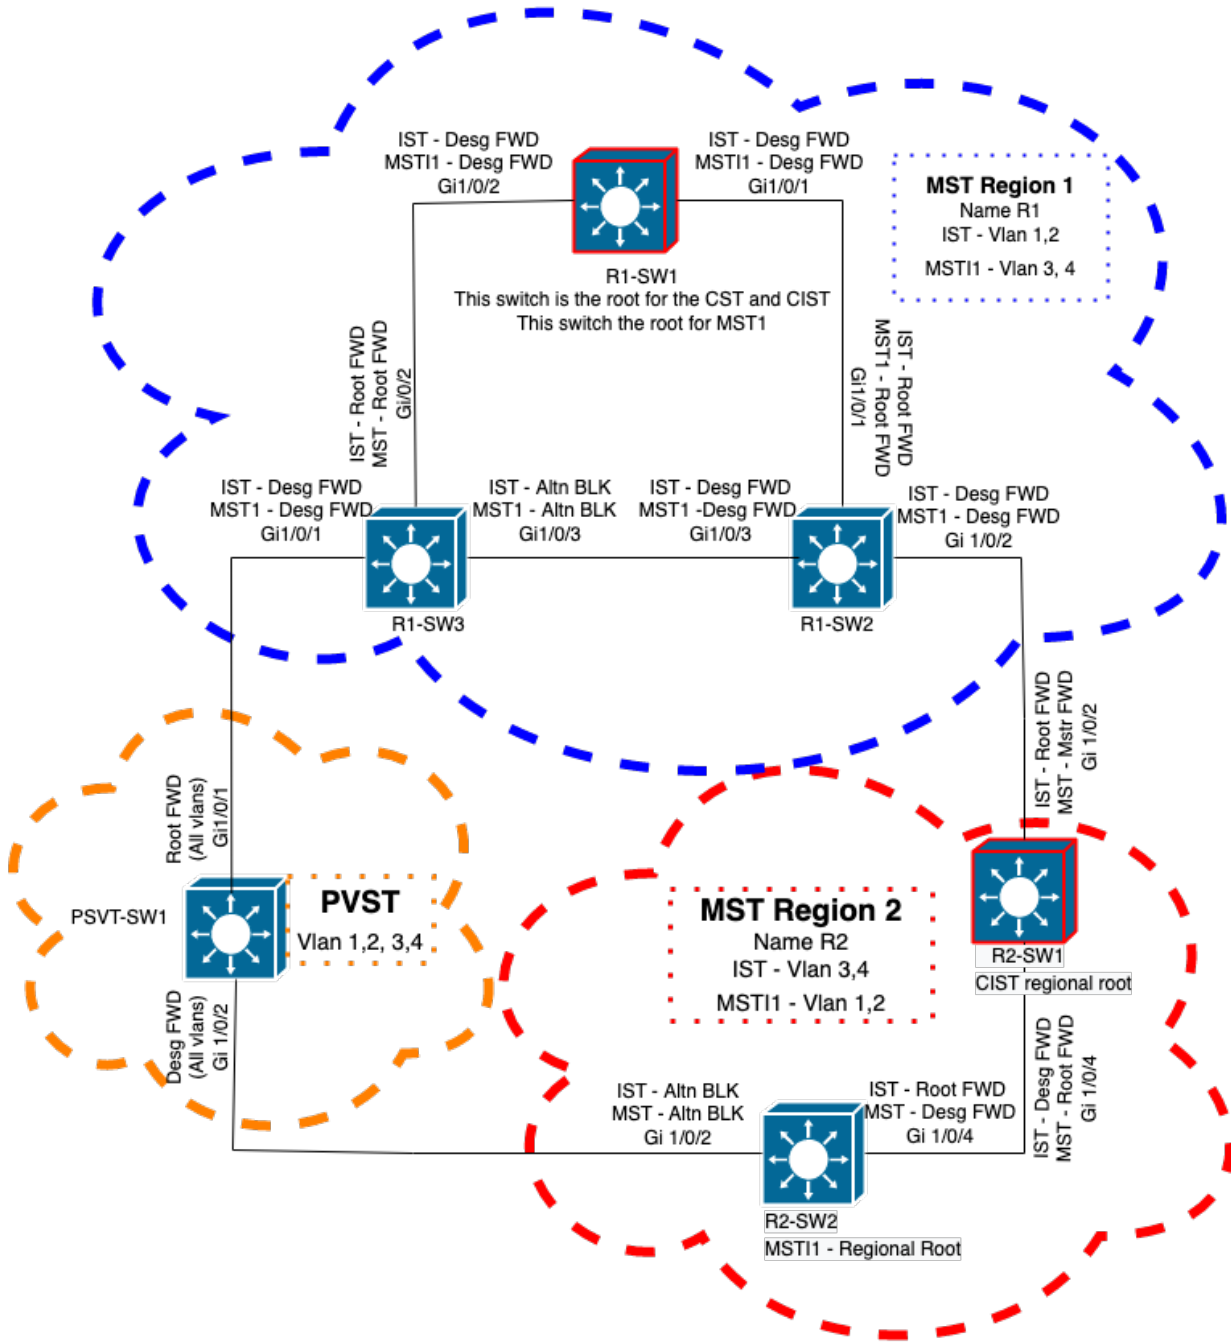 IST - Desg FWD
MSTI1 - Desg FWD
Gi1/0/2
IST - Desg FWD
MSTI1 - Desg FWD
Gi1/0/1
MST Region 1
Name R1
IST - Vlan 1,2
MSTI1 - Vlan 3, 4
R1-SW1
This switch is the root for the CST and CIST
This switch the root for MST1
IST - Root FWD
MST - Root FWD
Gi/0/2
IST - Root FWD
MST1 - Root FWD
Gi1/0/1
IST - Desg FWD
MST1 - Desg FWD
Gi1/0/1
IST - Altn BLK
MST1 - Altn BLK
Gi1/0/3
IST - Desg FWD
MST1 -Desg FWD
Gi1/0/3
IST - Desg FWD
MST1 - Desg FWD
Gi 1/0/2
R1-SW3
R1-SW2
IST - Root FWD
MST - Mstr FWD
Gi 1/0/2
Root FWD
(All vlans)
Gi1/0/1
PSVT-SW1
PVST
Vlan 1,2, 3,4
MST Region 2
Name R2
IST - Vlan 3,4
MSTI1 - Vlan 1,2
R2-SW1
CIST regional root
Desg FWD
(All vlans)
Gi 1/0/2
IST - Desg FWD
MST - Root FWD
Gi 1/0/4
IST - Altn BLK
MST - Altn BLK
Gi 1/0/2
IST - Root FWD
MST - Desg FWD
Gi 1/0/4
R2-SW2
MSTI1 - Regional Root